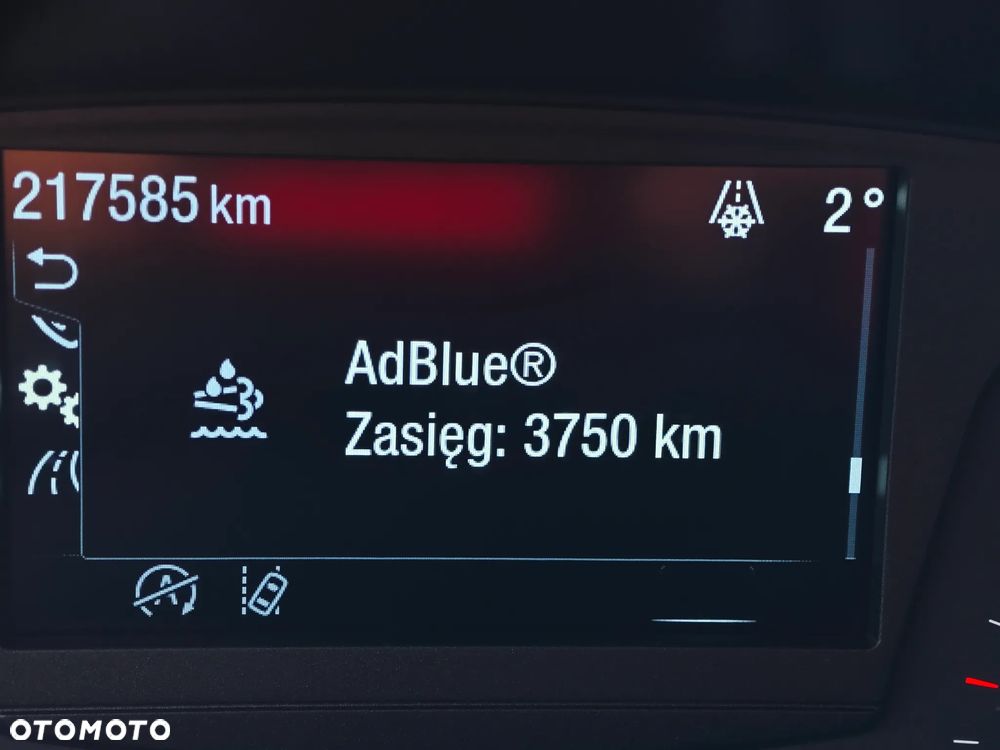 217585 km
2°
AdBlue®
Zasięg: 3750 km
OTOMOTO